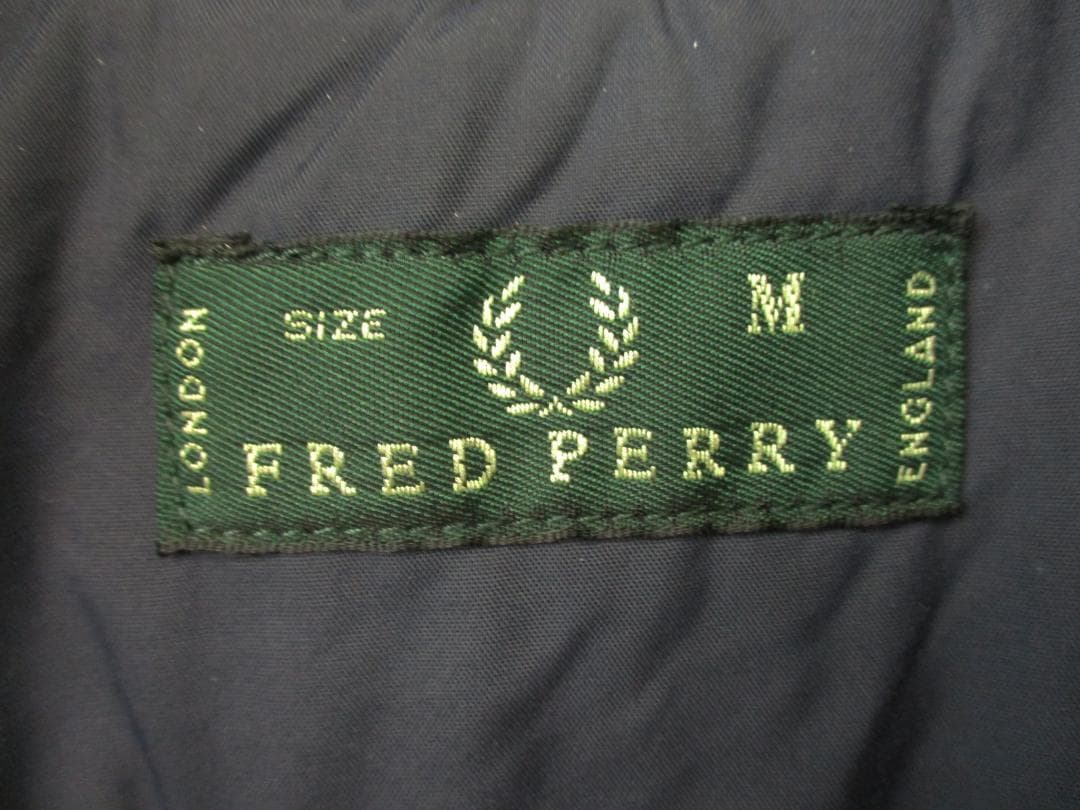 LONDON
SIZE M
FRED PERRY
ENGLAND